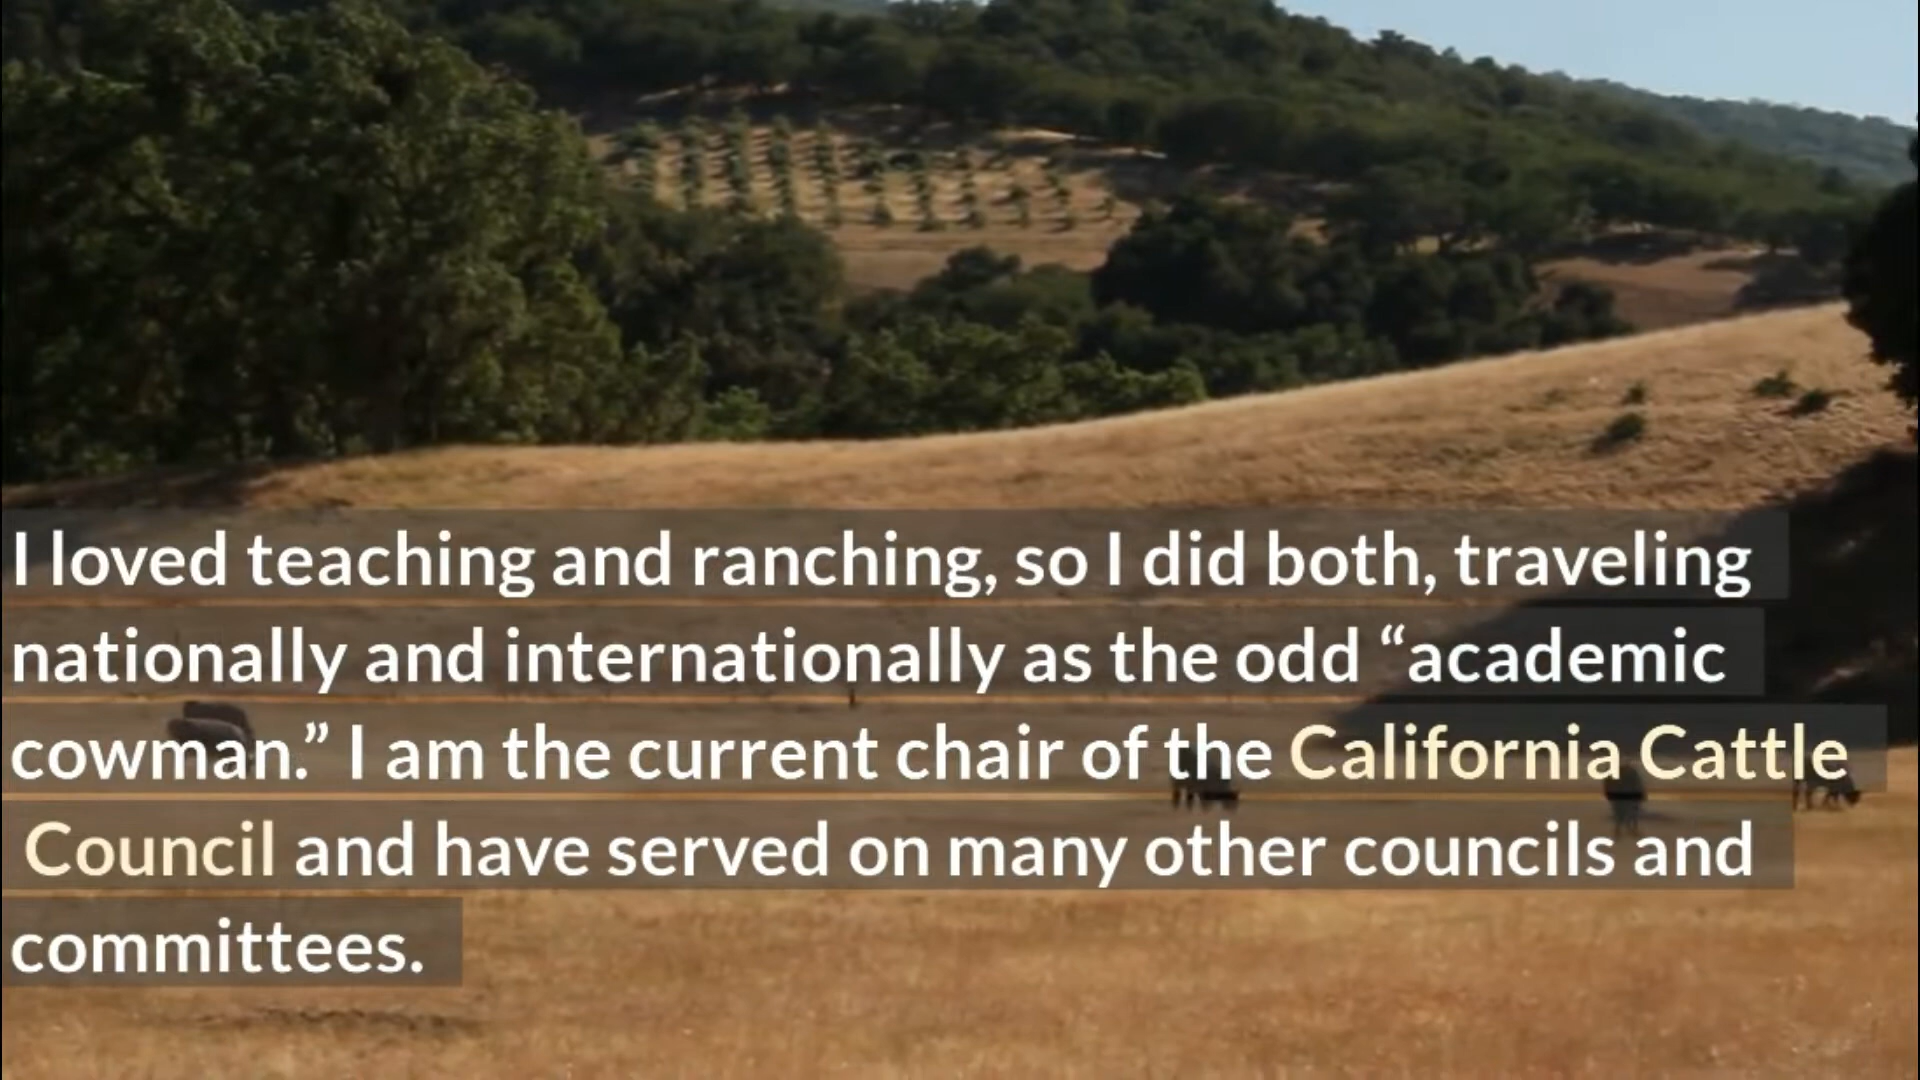 I loved teaching and ranching, so I did both, traveling
nationally and internationally as the odd “academic
cowman.” I am the current chair of the California Cattle
Council and have served on many other councils and
committees.